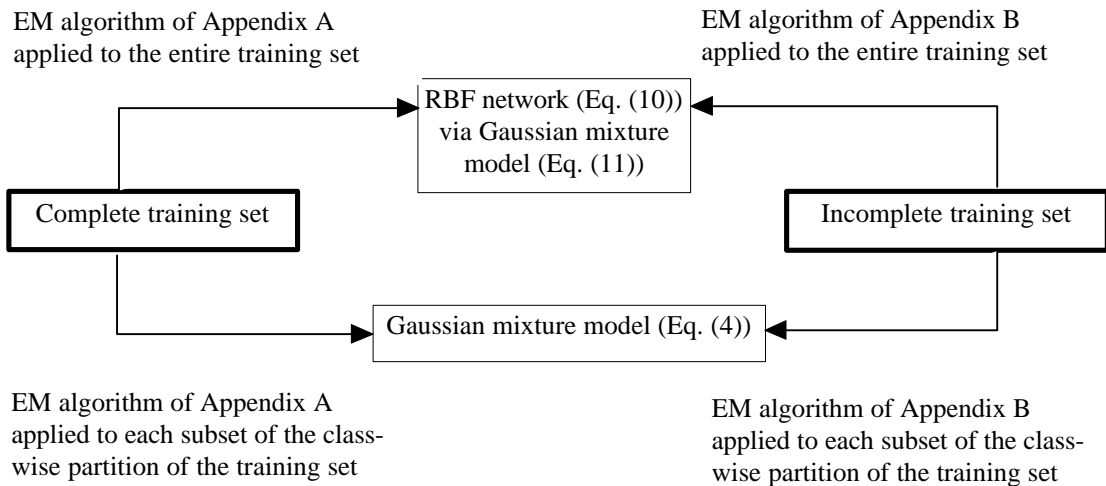 EM algorithm of Appendix A
applied to the entire training set
EM algorithm of Appendix B
applied to the entire training set
RBF network (Eq. (10))
via Gaussian mixture
model (Eq. (11))
Complete training set
Incomplete training set
Gaussian mixture model (Eq. (4))
EM algorithm of Appendix A
applied to each subset of the class-
wise partition of the training set
EM algorithm of Appendix B
applied to each subset of the class-
wise partition of the training set